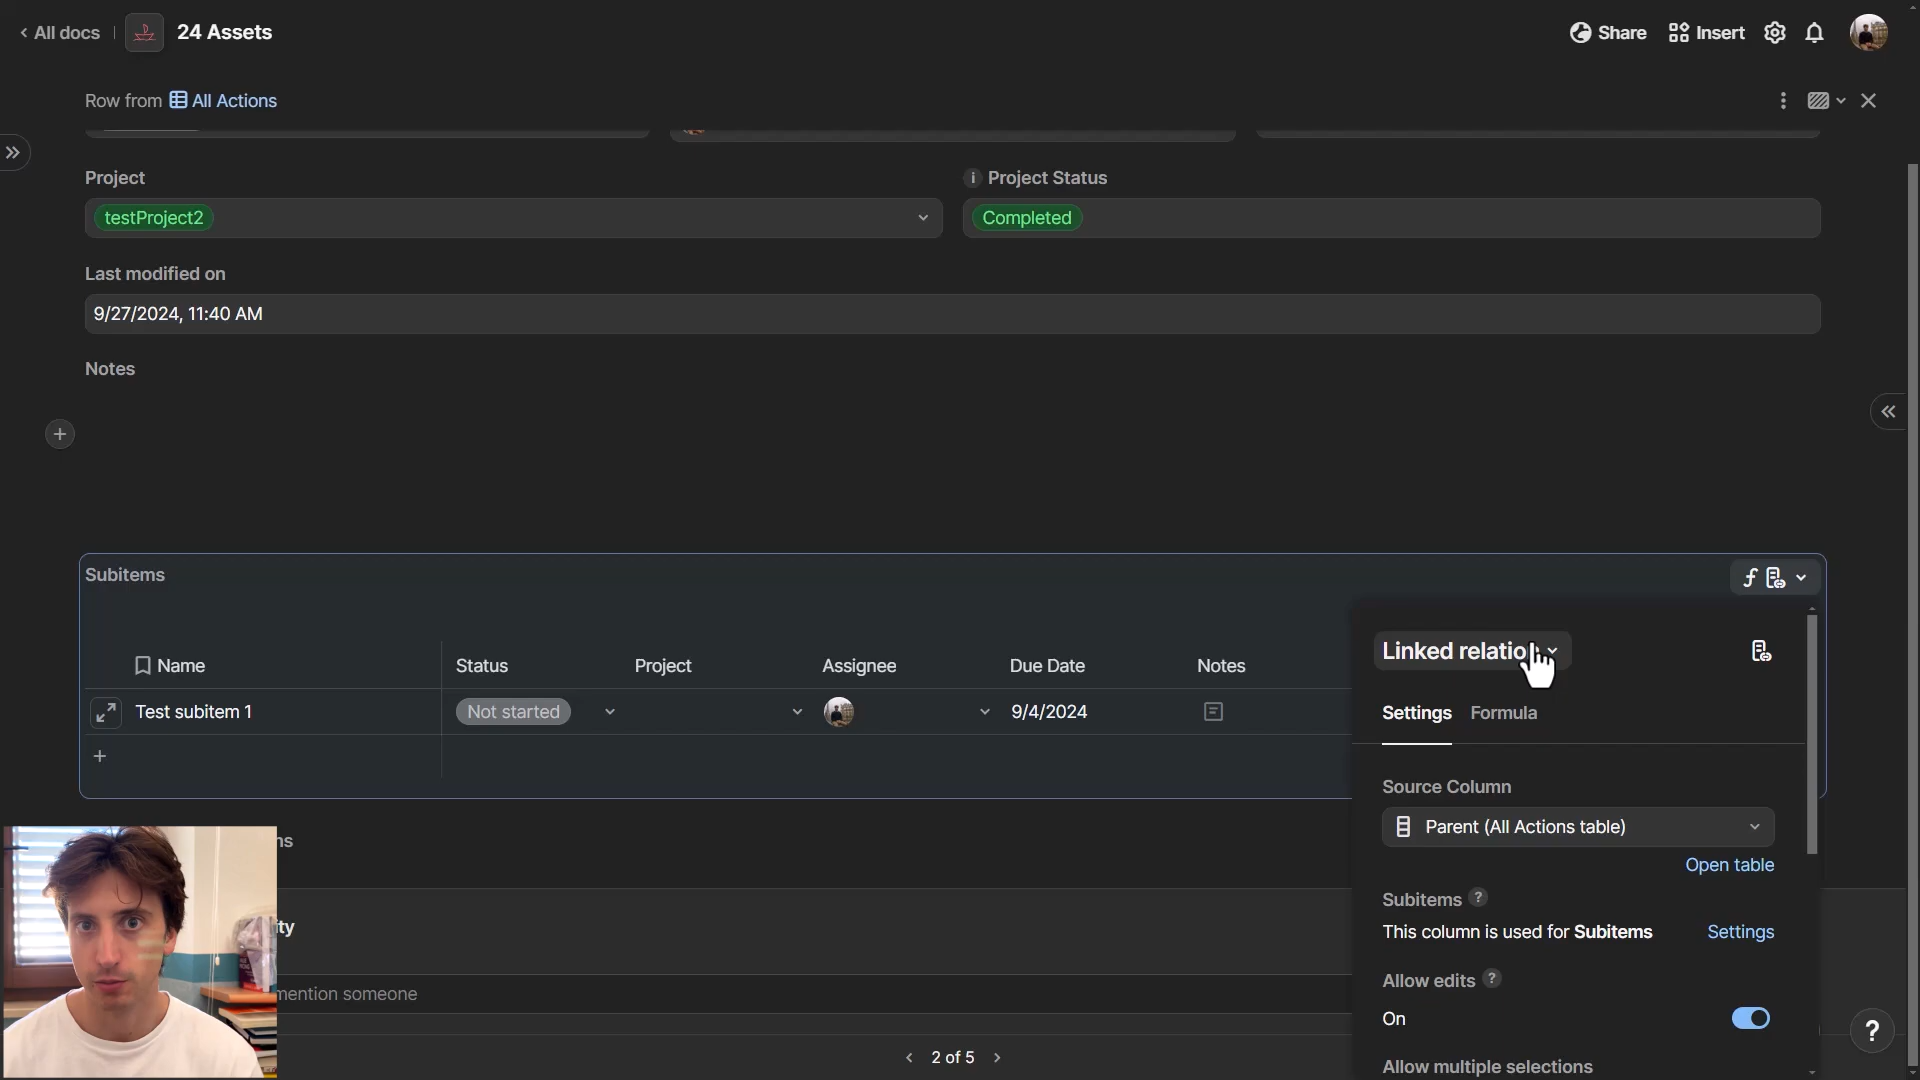 All docs
24 Assets
Share
Insert
Row from All Actions
Project
testProject2
Project Status
Completed
Last modified on
9/27/2024, 11:40 AM
Notes
Subitems
Name
Status
Project
Assignee
Due Date
Notes
Test subitem 1
Not started
9/4/2024
Linked relation
Settings
Formula
Source Column
Parent (All Actions table)
Open table
Subitems
This column is used for Subitems
Settings
Allow edits
On
Allow multiple selections
mention someone
2 of 5